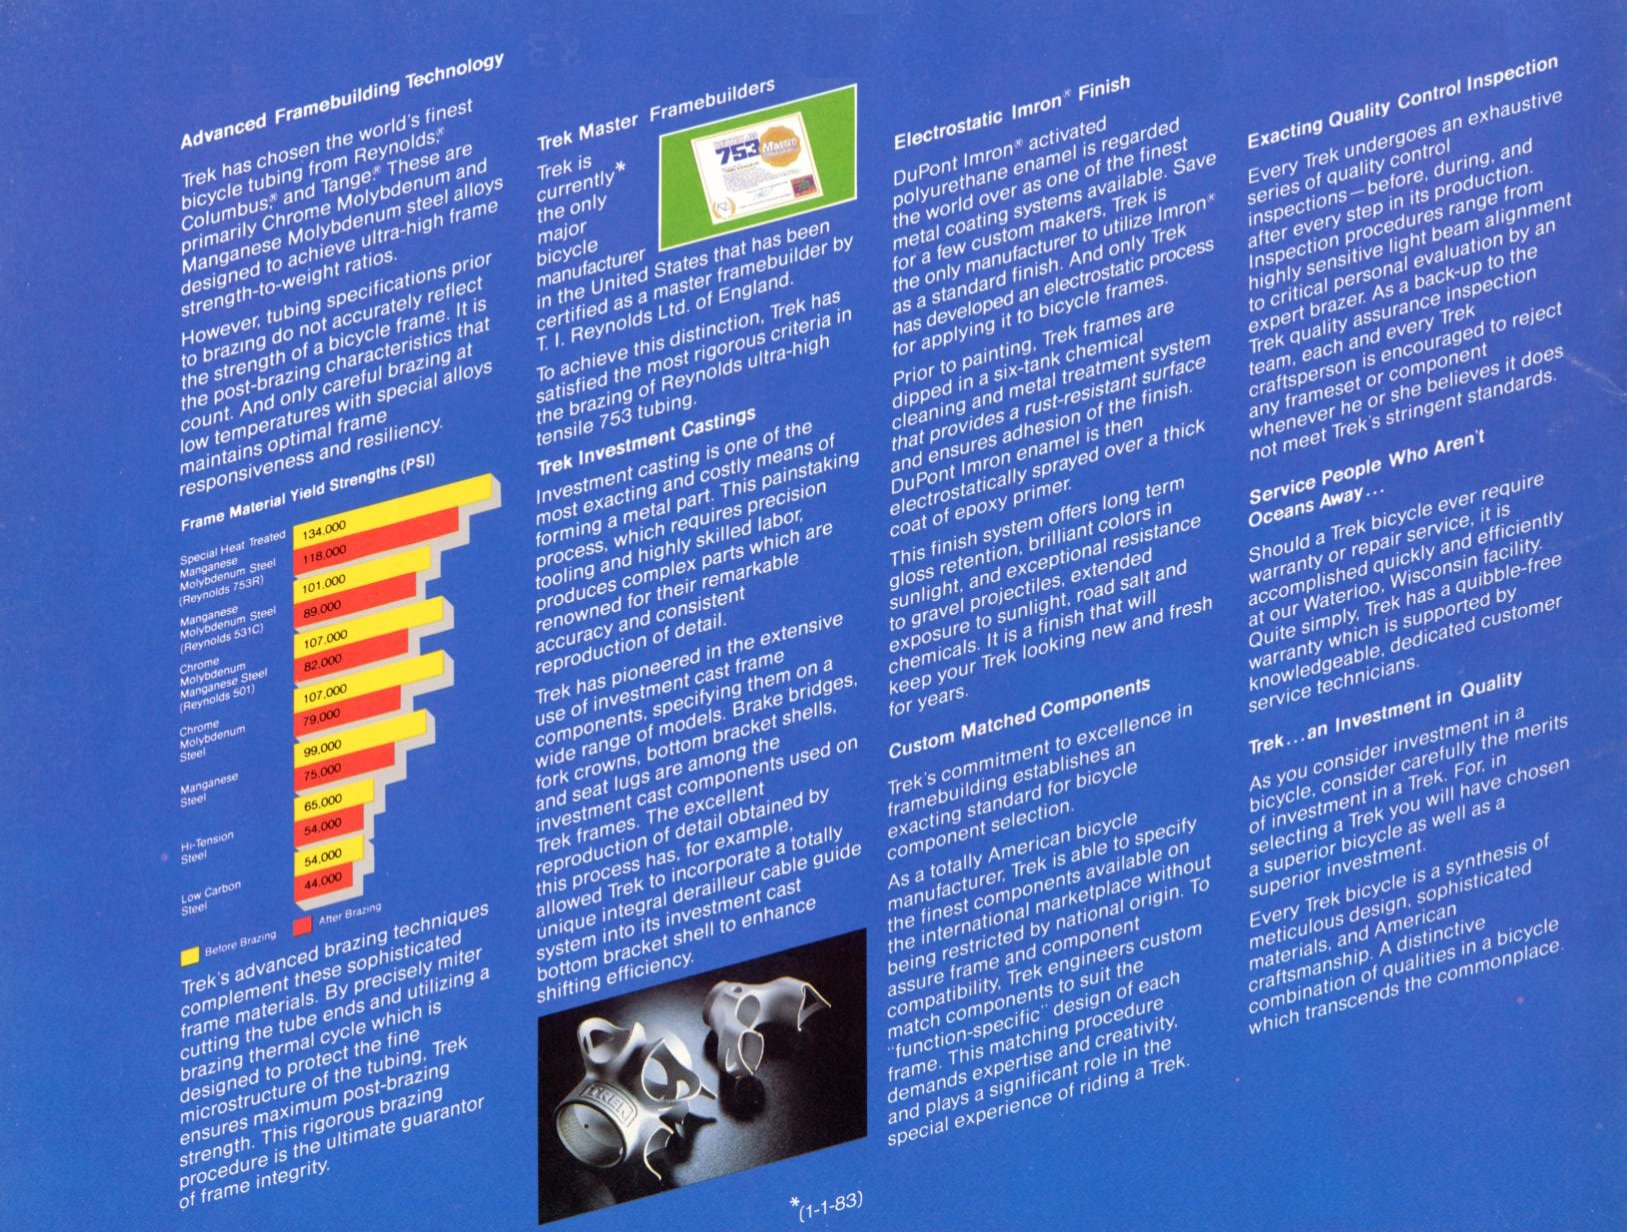 Advanced Framebuilding Technology
Trek has chosen the world's finest
bicycle tubing from Reynolds,®
Columbus,® and Tange.® These are
primarily Chrome Molybdenum and
Manganese Molybdenum steel alloys
designed to achieve ultra-high frame
strength-to-weight ratios.
However, tubing specifications prior
to brazing do not accurately reflect
the strength of a bicycle frame. It is
the post-brazing characteristics that
count. And only careful brazing at
low temperatures with special alloys
maintains optimal frame
responsiveness and resiliency.
Frame Material Yield Strengths (PSI)
Special Heat Treated
Manganese
Molybdenum Steel
(Reynolds 753R)
134,000
118,000
Manganese
Molybdenum Steel
(Reynolds 531C)
101,000
89,000
Chrome
Molybdenum
Manganese Steel
(Reynolds 501)
107,000
82,000
Chrome
Molybdenum
Steel
107,000
79,000
Manganese
Steel
99,000
75,000
Hi-Tension
Steel
65,000
54,000
Low Carbon
Steel
54,000
44,000
Before Brazing
After Brazing
Trek's advanced brazing techniques
complement these sophisticated
frame materials. By precisely miter
cutting the tube ends and utilizing a
brazing thermal cycle which is
designed to protect the fine
microstructure of the tubing, Trek
ensures maximum post-brazing
strength. This rigorous brazing
procedure is the ultimate guarantor
of frame integrity.
Trek Master Framebuilders
753
Trek is
currently*
the only
major
bicycle
manufacturer
in the United States that has been
certified as a master framebuilder by
T. I. Reynolds Ltd. of England.
To achieve this distinction, Trek has
satisfied the most rigorous criteria in
the brazing of Reynolds ultra-high
tensile 753 tubing.
Trek Investment Castings
Investment casting is one of the
most exacting and costly means of
forming a metal part. This painstaking
process, which requires precision
tooling and highly skilled labor,
produces complex parts which are
renowned for their remarkable
accuracy and consistent
reproduction of detail.
Trek has pioneered in the extensive
use of investment cast frame
components, specifying them on a
wide range of models. Brake bridges,
fork crowns, bottom bracket shells,
and seat lugs are among the
investment cast components used on
Trek frames. The excellent
reproduction of detail obtained by
this process has, for example,
allowed Trek to incorporate a totally
unique integral derailleur cable guide
system into its investment cast
bottom bracket shell to enhance
shifting efficiency.
TREK
*(1-1-83)
Electrostatic Imron® Finish
DuPont Imron® activated
polyurethane enamel is regarded
the world over as one of the finest
metal coating systems available. Save
for a few custom makers, Trek is
the only manufacturer to utilize Imron®
as a standard finish. And only Trek
has developed an electrostatic process
for applying it to bicycle frames.
Prior to painting, Trek frames are
dipped in a six-tank chemical
cleaning and metal treatment system
that provides a rust-resistant surface
and ensures adhesion of the finish.
DuPont Imron enamel is then
electrostatically sprayed over a thick
coat of epoxy primer.
This finish system offers long term
gloss retention, brilliant colors in
sunlight, and exceptional resistance
to gravel projectiles, extended
exposure to sunlight, road salt and
chemicals. It is a finish that will
keep your Trek looking new and fresh
for years.
Custom Matched Components
Trek's commitment to excellence in
framebuilding establishes an
exacting standard for bicycle
component selection.
As a totally American bicycle
manufacturer, Trek is able to specify
the finest components available on
the international marketplace without
being restricted by national origin. To
assure frame and component
compatibility, Trek engineers custom
match components to suit the
"function-specific" design of each
frame. This matching procedure
demands expertise and creativity,
and plays a significant role in the
special experience of riding a Trek.
Exacting Quality Control Inspection
Every Trek undergoes an exhaustive
series of quality control
inspections—before, during, and
after every step in its production.
Inspection procedures range from
highly sensitive light beam alignment
to critical personal evaluation by an
expert brazer. As a back-up to the
Trek quality assurance inspection
team, each and every Trek
craftsperson is encouraged to reject
any frameset or component
whenever he or she believes it does
not meet Trek's stringent standards.
Service People Who Aren't
Oceans Away...
Should a Trek bicycle ever require
warranty or repair service, it is
accomplished quickly and efficiently
at our Waterloo, Wisconsin facility.
Quite simply, Trek has a quibble-free
warranty which is supported by
knowledgeable, dedicated customer
service technicians.
Trek...an Investment in Quality
As you consider investment in a
bicycle, consider carefully the merits
of investment in a Trek. For, in
selecting a Trek you will have chosen
a superior bicycle as well as a
superior investment.
Every Trek bicycle is a synthesis of
meticulous design, sophisticated
materials, and American
craftsmanship. A distinctive
combination of qualities in a bicycle
which transcends the commonplace.